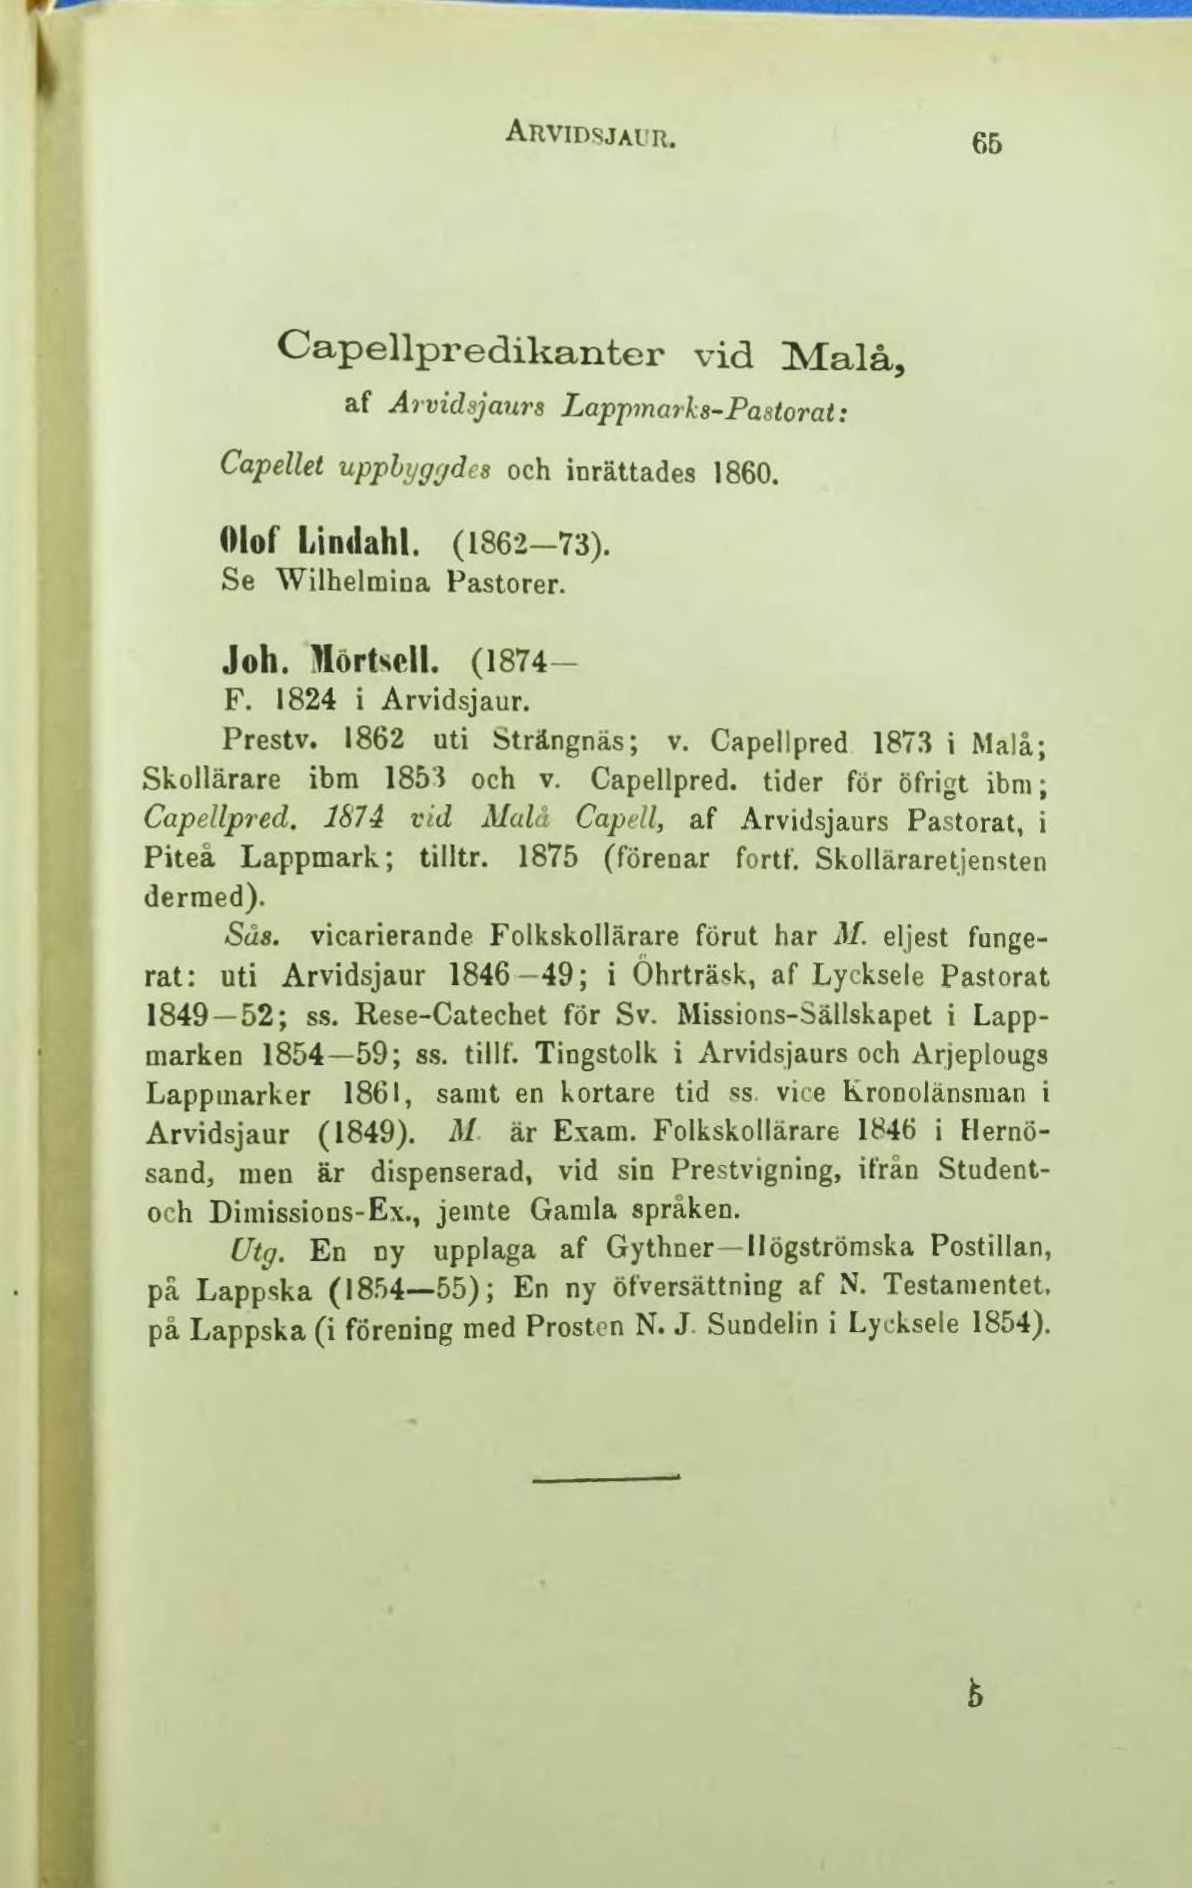 ARVIDSJAUR. 65
Capellpredikanter vid Malå,
af Arvidsjaurs Lappmarks-Pastorat:
Capellet uppbyggdes och inrättades 1860.
Olof Lindahl. (1862—73).
Se Wilhelmina Pastorer.
Joh. Mörtsell. (1874—
F. 1824 i Arvidsjaur.
Prestv. 1862 uti Strängnäs; v. Capellpred 1873 i Malå;
Skollärare ibm 1853 och v. Capellpred. tider för öfrigt ibm;
Capellpred. 1874 vid Malå Capell, af Arvidsjaurs Pastorat, i
Piteå Lappmark; tilltr. 1875 (förenar fortf. Skolläraretjensten
dermed).
Sås. vicarierande Folkskollärare förut har M. eljest funge-
rat: uti Arvidsjaur 1846—49; i Öhrträsk, af Lycksele Pastorat
1849—52; ss. Rese-Catechet för Sv. Missions-Sällskapet i Lapp-
marken 1854—59; ss. tillf. Tingstolk i Arvidsjaurs och Arjeplougs
Lappmarker 1861, samt en kortare tid ss. vice Kronolänsman i
Arvidsjaur (1849). M. är Exam. Folkskollärare 1846 i Hernö-
sand, men är dispenserad, vid sin Prestvigning, ifrån Student-
och Dimissions-Ex., jemte Gamla språken.
Utg. En ny upplaga af Gythner—Högströmska Postillan,
på Lappska (1854—55); En ny öfversättning af N. Testamentet,
på Lappska (i förening med Prosten N. J. Sundelin i Lycksele 1854).
5